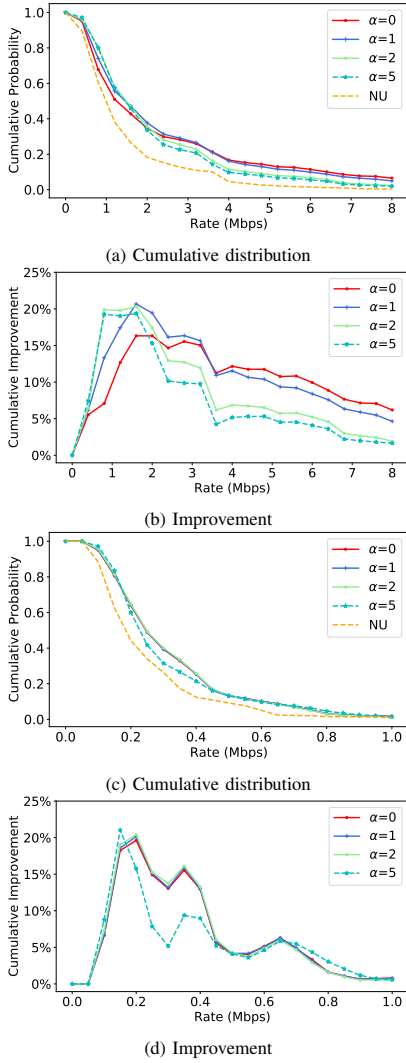 Cumulative Probability
1.0
0.8
0.6
0.4
0.2
0.0
α=0
α=1
α=2
α=5
NU
0 1 2 3 4 5 6 7 8
Rate (Mbps)
(a) Cumulative distribution
Cumulative Improvement
25%
20%
15%
10%
5%
0%
α=0
α=1
α=2
α=5
0 1 2 3 4 5 6 7 8
Rate (Mbps)
(b) Improvement
Cumulative Probability
1.0
0.8
0.6
0.4
0.2
0.0
α=0
α=1
α=2
α=5
NU
0.0 0.2 0.4 0.6 0.8 1.0
Rate (Mbps)
(c) Cumulative distribution
Cumulative Improvement
25%
20%
15%
10%
5%
0%
α=0
α=1
α=2
α=5
0.0 0.2 0.4 0.6 0.8 1.0
Rate (Mbps)
(d) Improvement